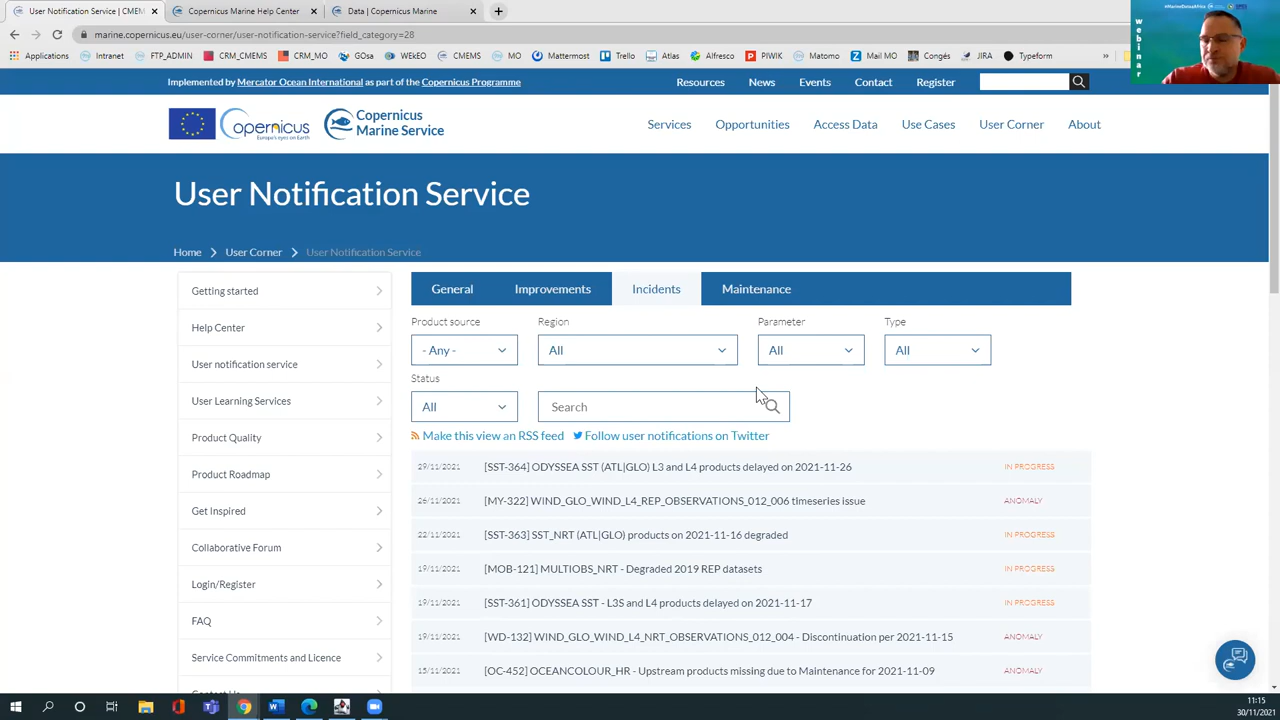 User Notification Service | CMEM
Copernicus Marine Help Center
Data | Copernicus Marine
marine.copernicus.eu/user-corner/user-notification-service?field_category=28
Applications
Intranet
FTP_ADMIN
CRM_CMEMS
CRM_MO
GOsa
WEkEO
CMEMS
MO
Mattermost
Trello
Atlas
Alfresco
PIWIK
Matomo
Mail MO
Congés
JIRA
Typeform
»
webinar
Implemented by Mercator Ocean International as part of the Copernicus Programme
Resources
News
Events
Contact
Register
Copernicus
Europe's eyes on Earth
Copernicus
Marine Service
Services
Opportunities
Access Data
Use Cases
User Corner
About
User Notification Service
Home
User Corner
User Notification Service
Getting started
Help Center
User notification service
User Learning Services
Product Quality
Product Roadmap
Get Inspired
Collaborative Forum
Login/Register
FAQ
Service Commitments and Licence
General
Improvements
Incidents
Maintenance
Product source
Region
Parameter
Type
- Any -
All
All
All
Status
All
Search
Make this view an RSS feed
Follow user notifications on Twitter
29/11/2021 [SST-364] ODYSSEA SST (ATL|GLO) L3 and L4 products delayed on 2021-11-26 IN PROGRESS
26/11/2021 [MY-322] WIND_GLO_WIND_L4_REP_OBSERVATIONS_012_006 timeseries issue ANOMALY
22/11/2021 [SST-363] SST_NRT (ATL|GLO) products on 2021-11-16 degraded IN PROGRESS
19/11/2021 [MOB-121] MULTIOBS_NRT - Degraded 2019 REP datasets IN PROGRESS
19/11/2021 [SST-361] ODYSSEA SST - L3S and L4 products delayed on 2021-11-17 IN PROGRESS
19/11/2021 [WD-132] WIND_GLO_WIND_L4_NRT_OBSERVATIONS_012_004 - Discontinuation per 2021-11-15 ANOMALY
15/11/2021 [OC-452] OCEANCOLOUR_HR - Upstream products missing due to Maintenance for 2021-11-09 ANOMALY
11:15
30/11/2021